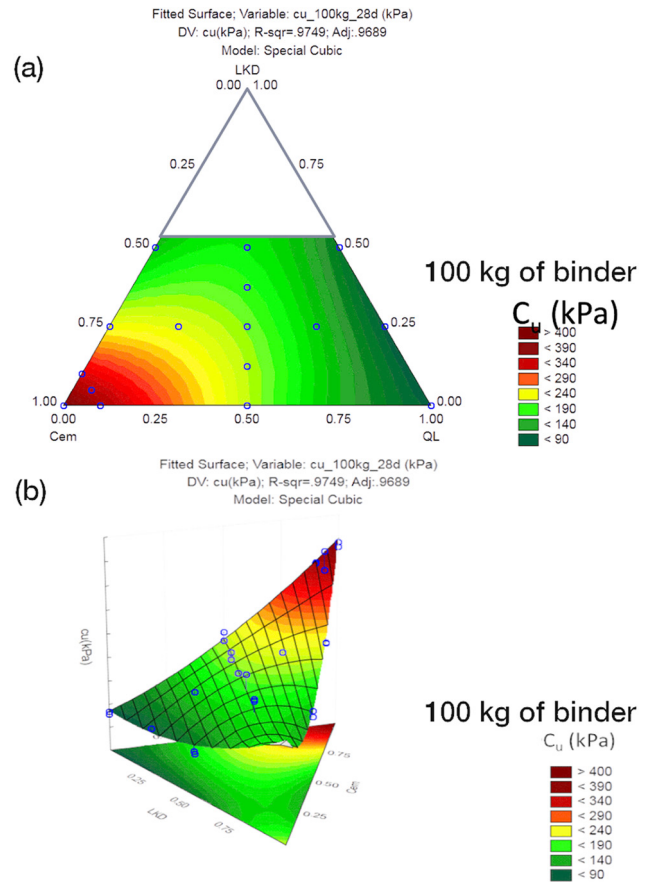 Fitted Surface; Variable: cu_100kg_28d (kPa)
DV: cu(kPa); R-sqr=.9749; Adj:.9689
Model: Special Cubic
(a)
LKD
0.00 1.00
0.25 0.75
0.50 0.50
100 kg of binder
Cu (kPa)
0.75 0.25
> 400
< 390
< 340
< 290
< 240
< 190
< 140
< 90
1.00 0.00
0.00 0.25 0.50 0.75 1.00
Cem QL
Fitted Surface; Variable: cu_100kg_28d (kPa)
DV: cu(kPa); R-sqr=.9749; Adj:.9689
Model: Special Cubic
(b)
cu(kPa)
100 kg of binder
Cu (kPa)
0.75
0.50
Cem
0.25
0.25
0.50
LKD
0.75
> 400
< 390
< 340
< 290
< 240
< 190
< 140
< 90